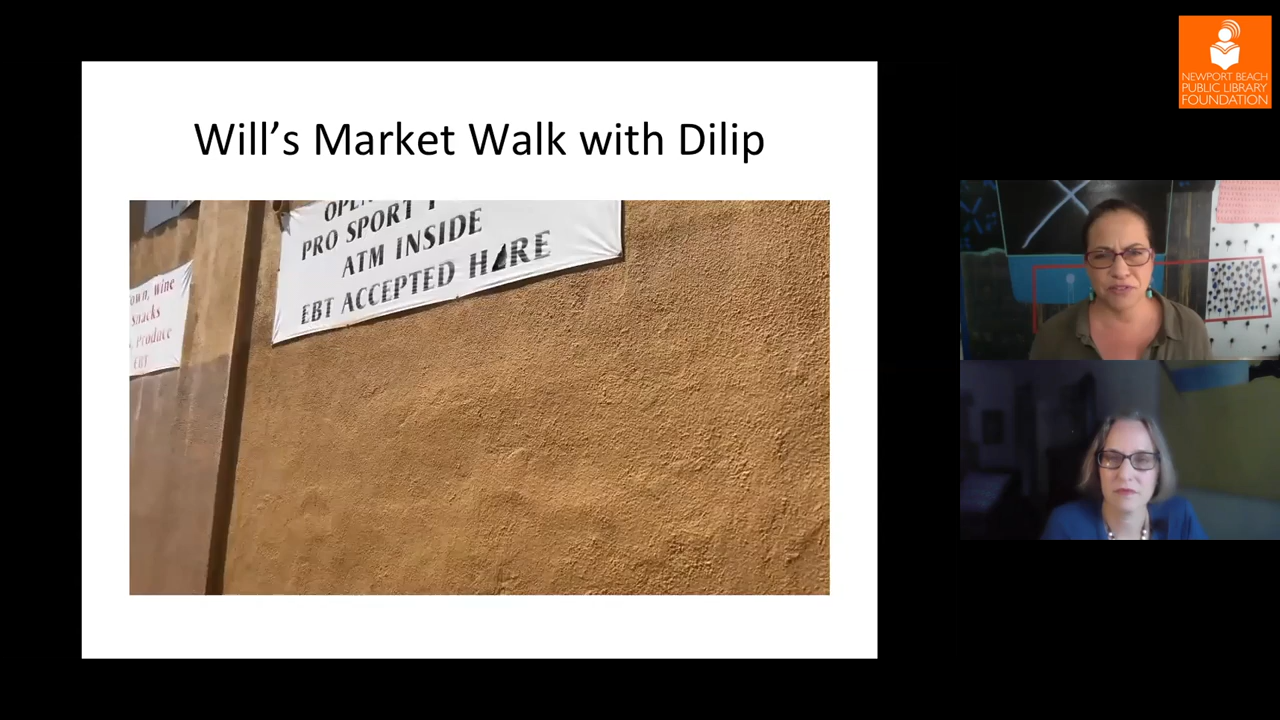 Will's Market Walk with Dilip
PRO SPORT
ATM INSIDE
EBT ACCEPTED HERE
Wine
Snacks
Produce
NEWPORT BEACH
PUBLIC LIBRARY
FOUNDATION